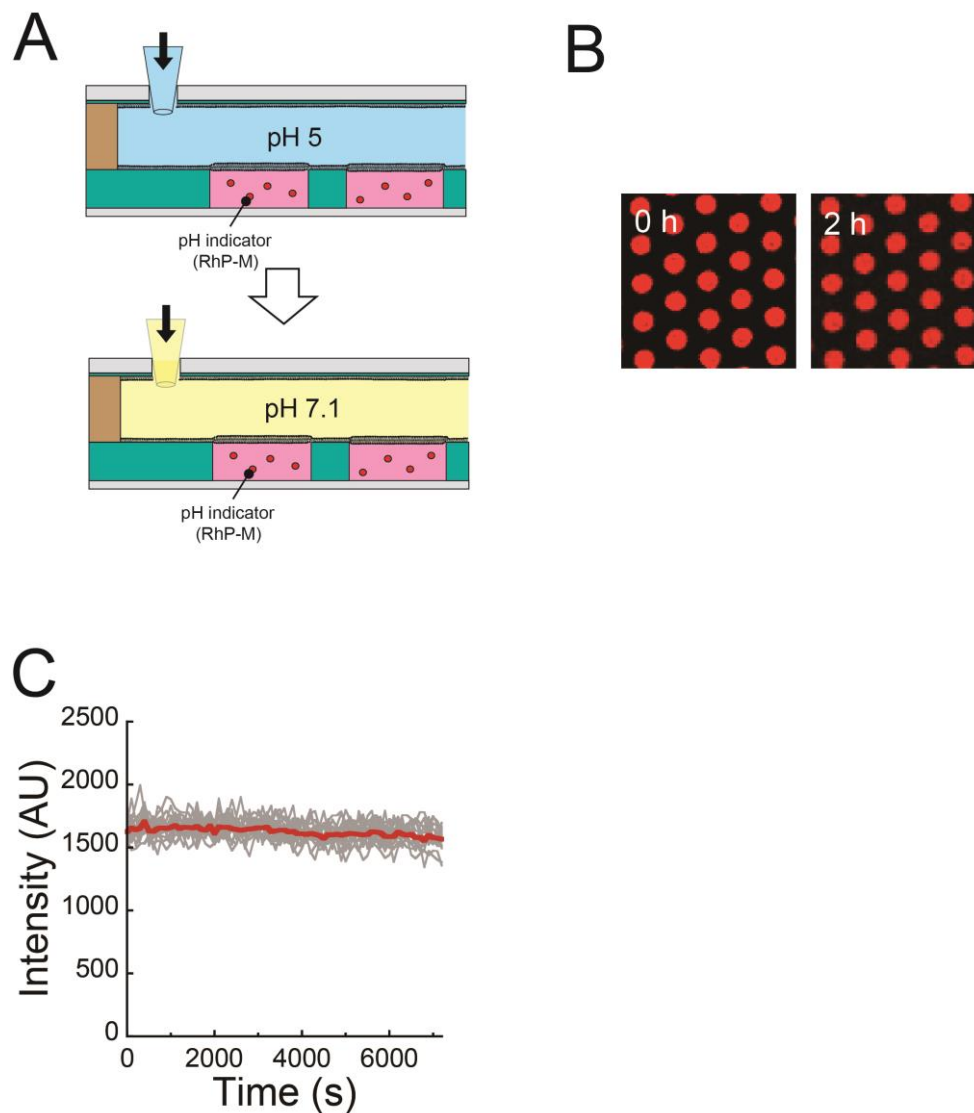 A
pH 5
pH indicator
(RhP-M)
pH 7.1
pH indicator
(RhP-M)
B
0 h
2 h
C
2500
2000
1500
1000
500
0
Intensity (AU)
0 2000 4000 6000
Time (s)